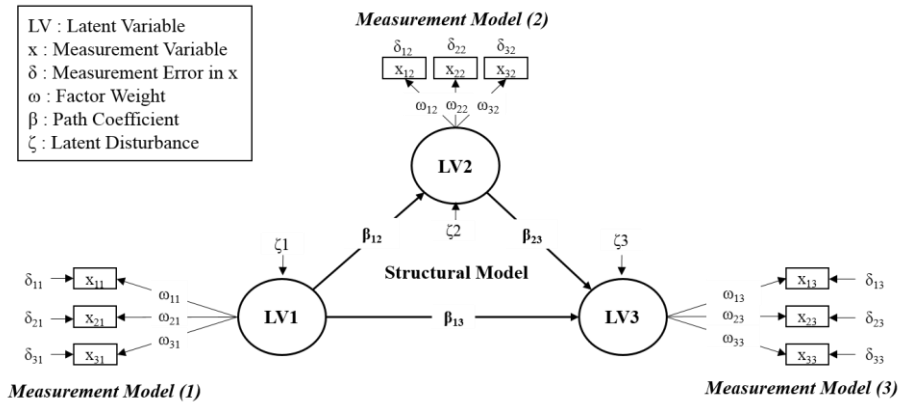 Measurement Model (2)
LV : Latent Variable
x : Measurement Variable
δ : Measurement Error in x
ω : Factor Weight
β : Path Coefficient
ζ : Latent Disturbance
δ₁₂ δ₂₂ δ₃₂
x₁₂ x₂₂ x₃₂
ω₁₂ ω₂₂ ω₃₂
LV2
β₁₂ ζ2 β₂₃
ζ1 ζ3
Structural Model
δ₁₁ x₁₁ ω₁₁
δ₂₁ x₂₁ ω₂₁
δ₃₁ x₃₁ ω₃₁
LV1 β₁₃ LV3
ω₁₃ x₁₃ δ₁₃
ω₂₃ x₂₃ δ₂₃
ω₃₃ x₃₃ δ₃₃
Measurement Model (1)
Measurement Model (3)